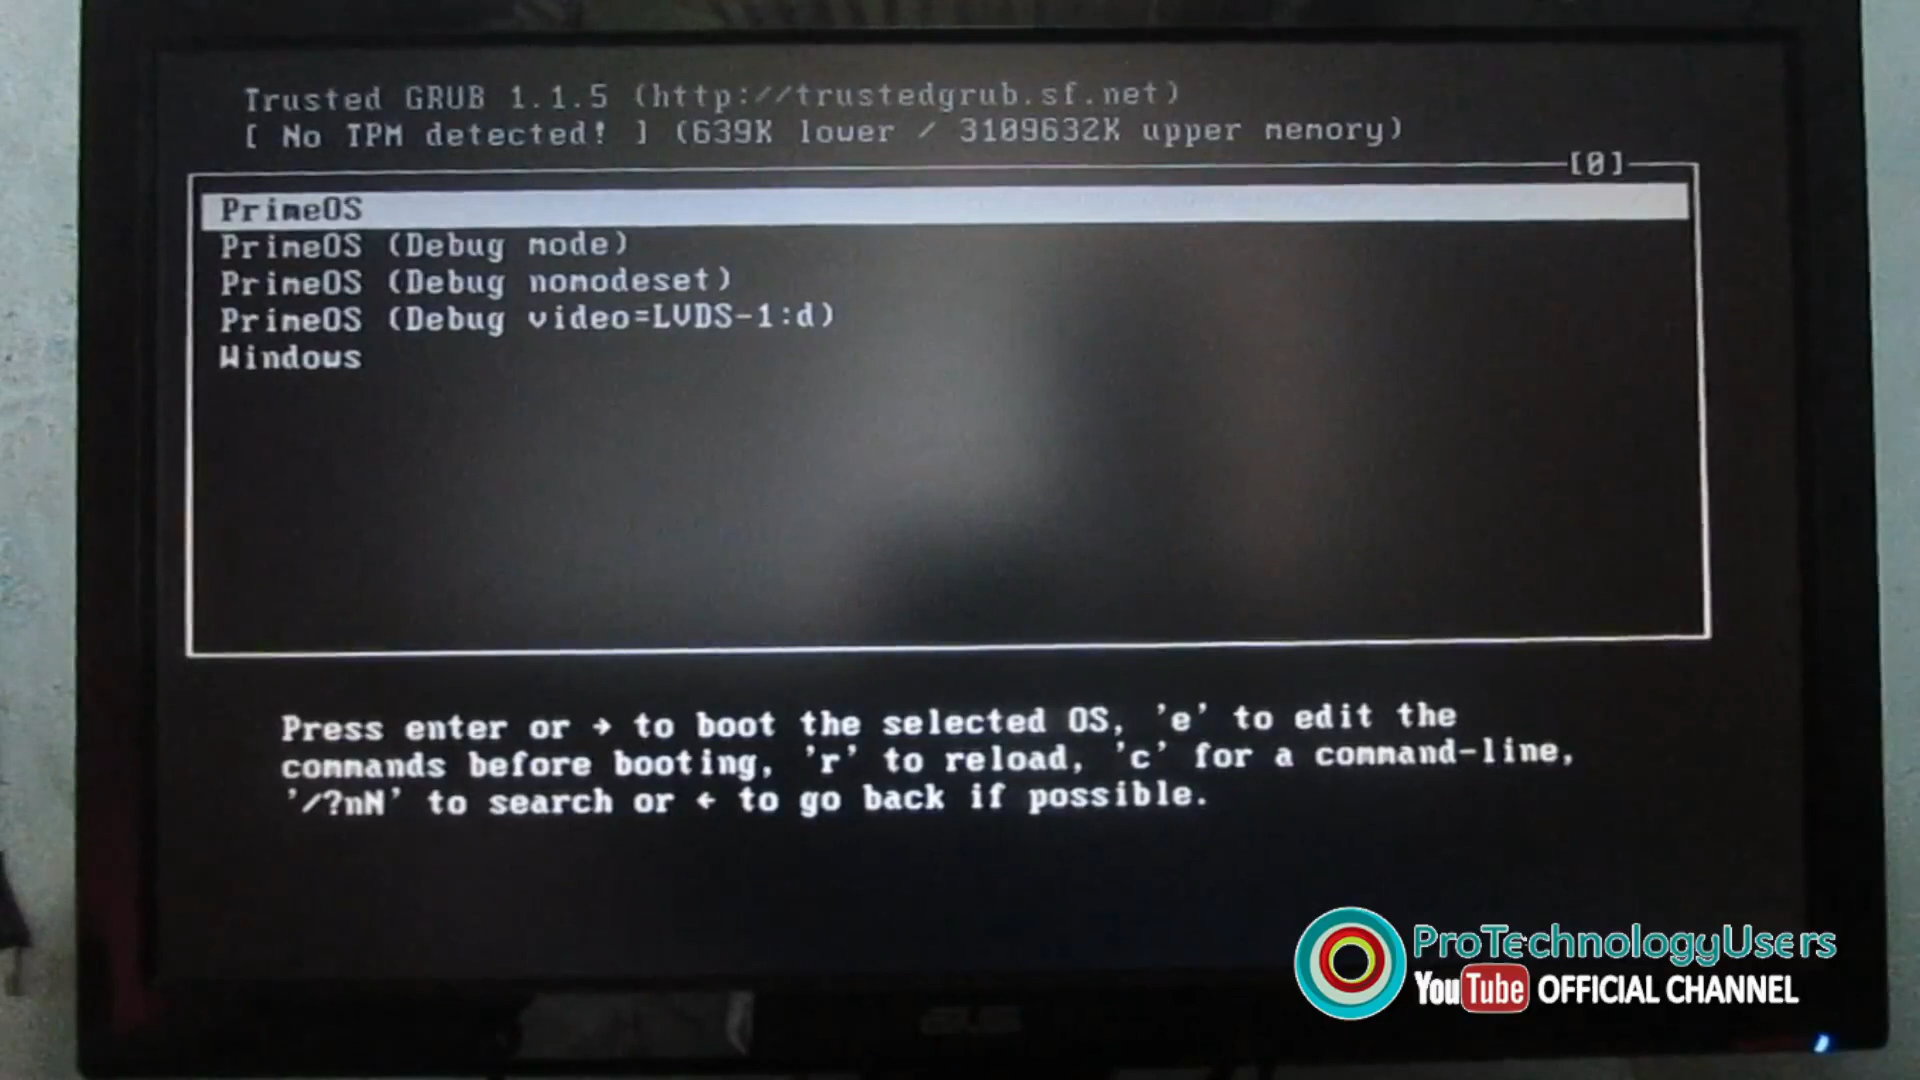 Trusted GRUB 1.1.5 (http://trustedgrub.sf.net)
[ No TPM detected! ] (639K lower / 3109632K upper memory)
[0]
PrimeOS
PrimeOS (Debug mode)
PrimeOS (Debug nomodeset)
PrimeOS (Debug video=LVDS-1:d)
Windows
Press enter or → to boot the selected OS, 'e' to edit the
commands before booting, 'r' to reload, 'c' for a command-line,
'/?nN' to search or ← to go back if possible.
ProTechnologyUsers
YouTube OFFICIAL CHANNEL